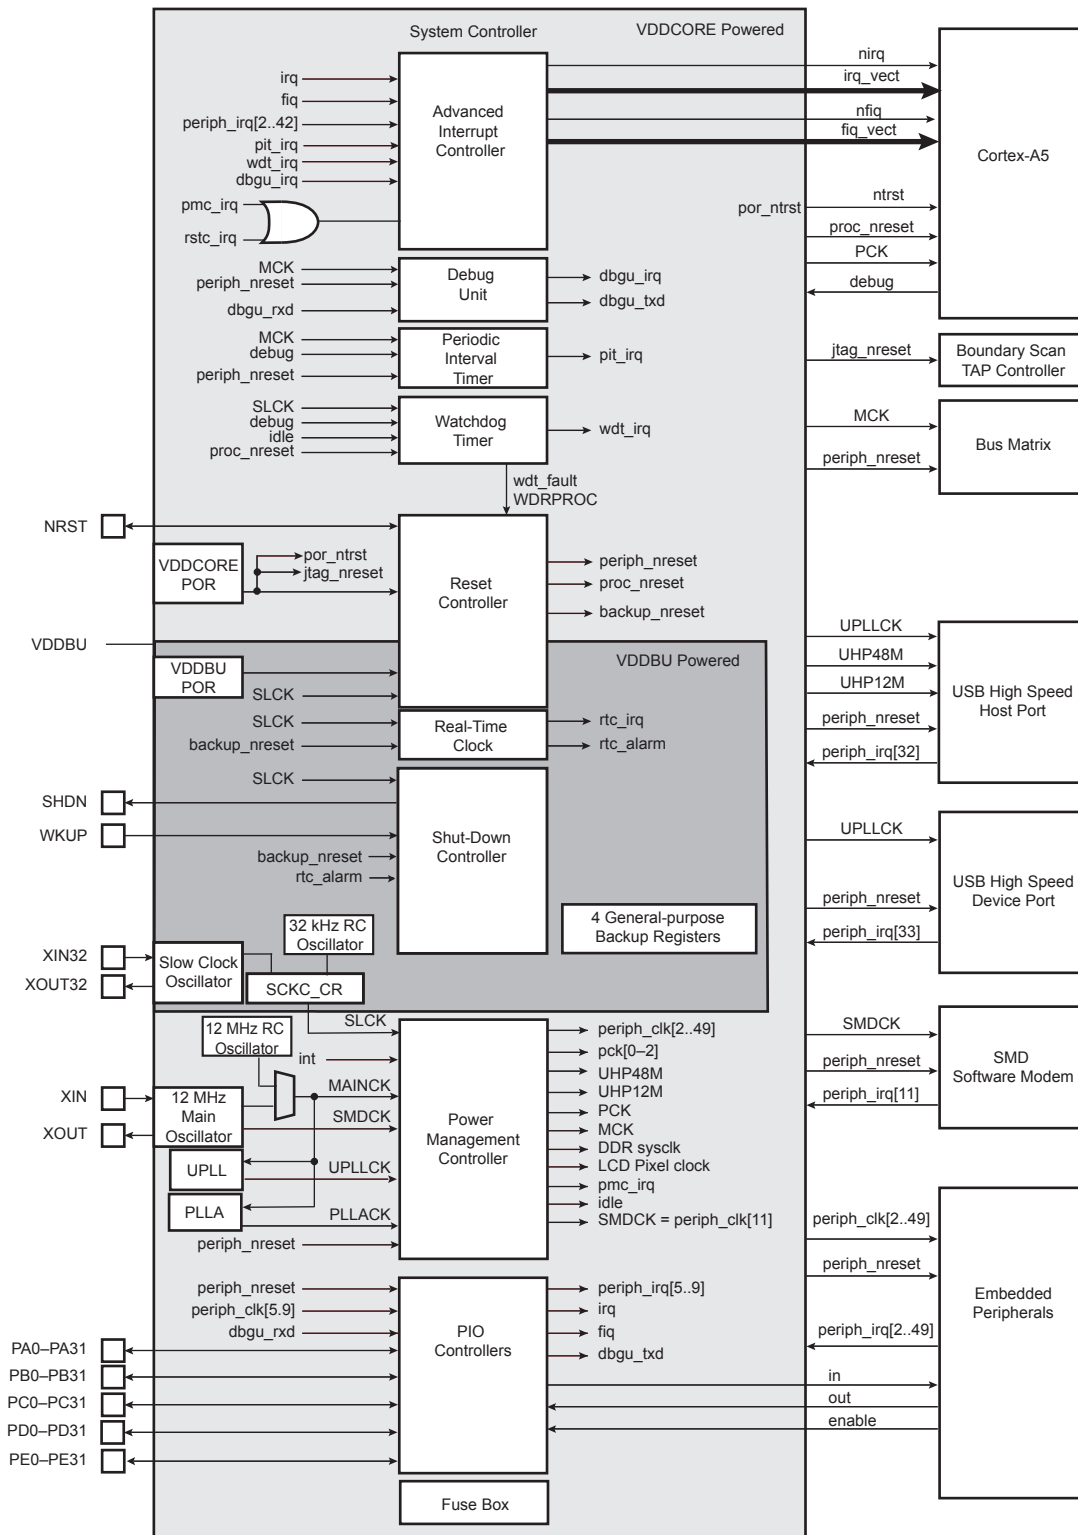 System Controller
VDDCORE Powered
irq
fiq
periph_irq[2..42]
pit_irq
wdt_irq
dbgu_irq
pmc_irq
rstc_irq
Advanced
Interrupt
Controller
nirq
irq_vect
nfiq
fiq_vect
Cortex-A5
por_ntrst
ntrst
proc_nreset
PCK
debug
MCK
periph_nreset
dbgu_rxd
Debug
Unit
dbgu_irq
dbgu_txd
MCK
debug
periph_nreset
Periodic
Interval
Timer
pit_irq
jtag_nreset
Boundary Scan
TAP Controller
SLCK
debug
idle
proc_nreset
Watchdog
Timer
wdt_irq
MCK
periph_nreset
Bus Matrix
wdt_fault
WDRPROC
NRST
VDDCORE
POR
por_ntrst
jtag_nreset
Reset
Controller
periph_nreset
proc_nreset
backup_nreset
VDDBU
VDDBU
POR
SLCK
VDDBU Powered
UPLLCK
UHP48M
UHP12M
periph_nreset
periph_irq[32]
USB High Speed
Host Port
SLCK
backup_nreset
Real-Time
Clock
rtc_irq
rtc_alarm
SLCK
SHDN
WKUP
backup_nreset
rtc_alarm
Shut-Down
Controller
4 General-purpose
Backup Registers
UPLLCK
periph_nreset
periph_irq[33]
USB High Speed
Device Port
32 kHz RC
Oscillator
XIN32
XOUT32
Slow Clock
Oscillator
SCKC_CR
SLCK
12 MHz RC
Oscillator
int
MAINCK
XIN
XOUT
12 MHz
Main
Oscillator
SMDCK
UPLL
UPLLCK
PLLA
PLLACK
periph_nreset
Power
Management
Controller
periph_clk[2..49]
pck[0–2]
UHP48M
UHP12M
PCK
MCK
DDR sysclk
LCD Pixel clock
pmc_irq
idle
SMDCK = periph_clk[11]
SMDCK
periph_nreset
periph_irq[11]
SMD
Software Modem
periph_nreset
periph_clk[5.9]
dbgu_rxd
PA0–PA31
PB0–PB31
PC0–PC31
PD0–PD31
PE0–PE31
PIO
Controllers
periph_irq[5..9]
irq
fiq
dbgu_txd
periph_clk[2..49]
periph_nreset
periph_irq[2..49]
in
out
enable
Embedded
Peripherals
Fuse Box